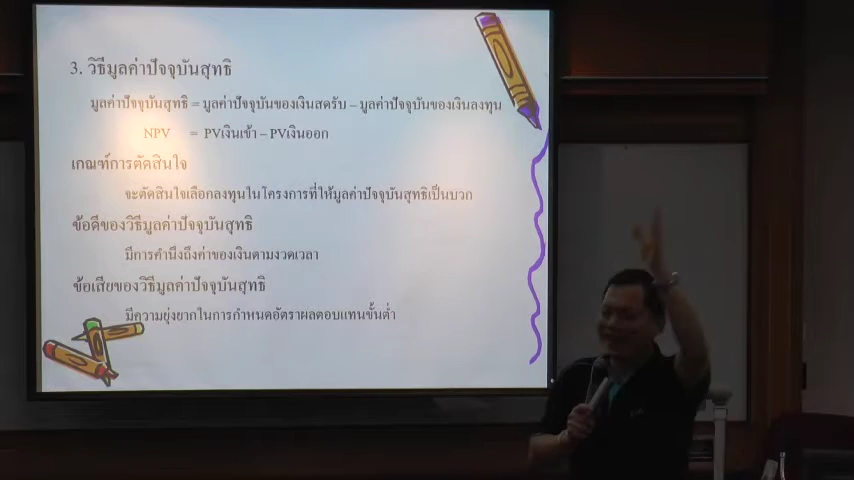 3. วิธีมูลค่าปัจจุบันสุทธิ
มูลค่าปัจจุบันสุทธิ = มูลค่าปัจจุบันของเงินสดรับ – มูลค่าปัจจุบันของเงินลงทุน
NPV = PVเงินเข้า – PVเงินออก
เกณฑ์การตัดสินใจ
จะตัดสินใจเลือกลงทุนในโครงการที่ให้มูลค่าปัจจุบันสุทธิเป็นบวก
ข้อดีของวิธีมูลค่าปัจจุบันสุทธิ
มีการคำนึงถึงค่าของเงินตามงวดเวลา
ข้อเสียของวิธีมูลค่าปัจจุบันสุทธิ
มีความยุ่งยากในการกำหนดอัตราผลตอบแทนขั้นต่ำ